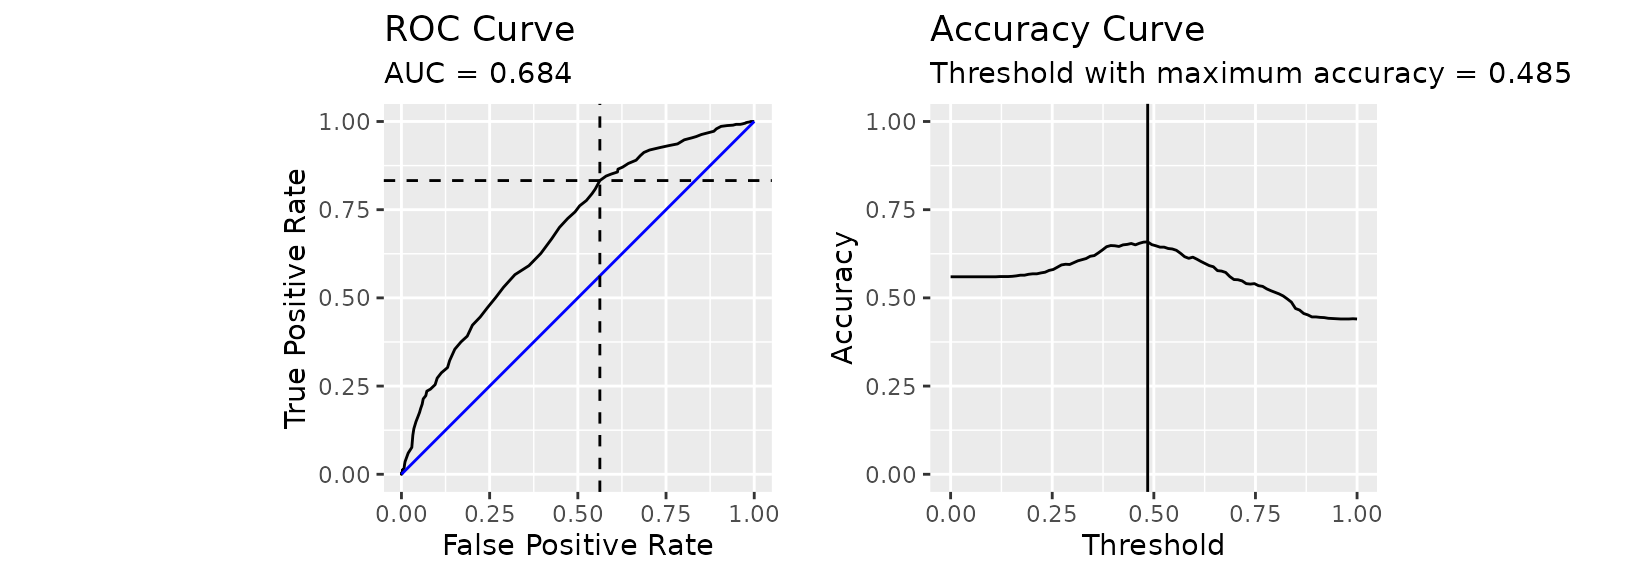 ROC Curve
AUC = 0.684
True Positive Rate
1.00
0.75
0.50
0.25
0.00
0.00 0.25 0.50 0.75 1.00
False Positive Rate
Accuracy Curve
Threshold with maximum accuracy = 0.485
Accuracy
1.00
0.75
0.50
0.25
0.00
0.00 0.25 0.50 0.75 1.00
Threshold